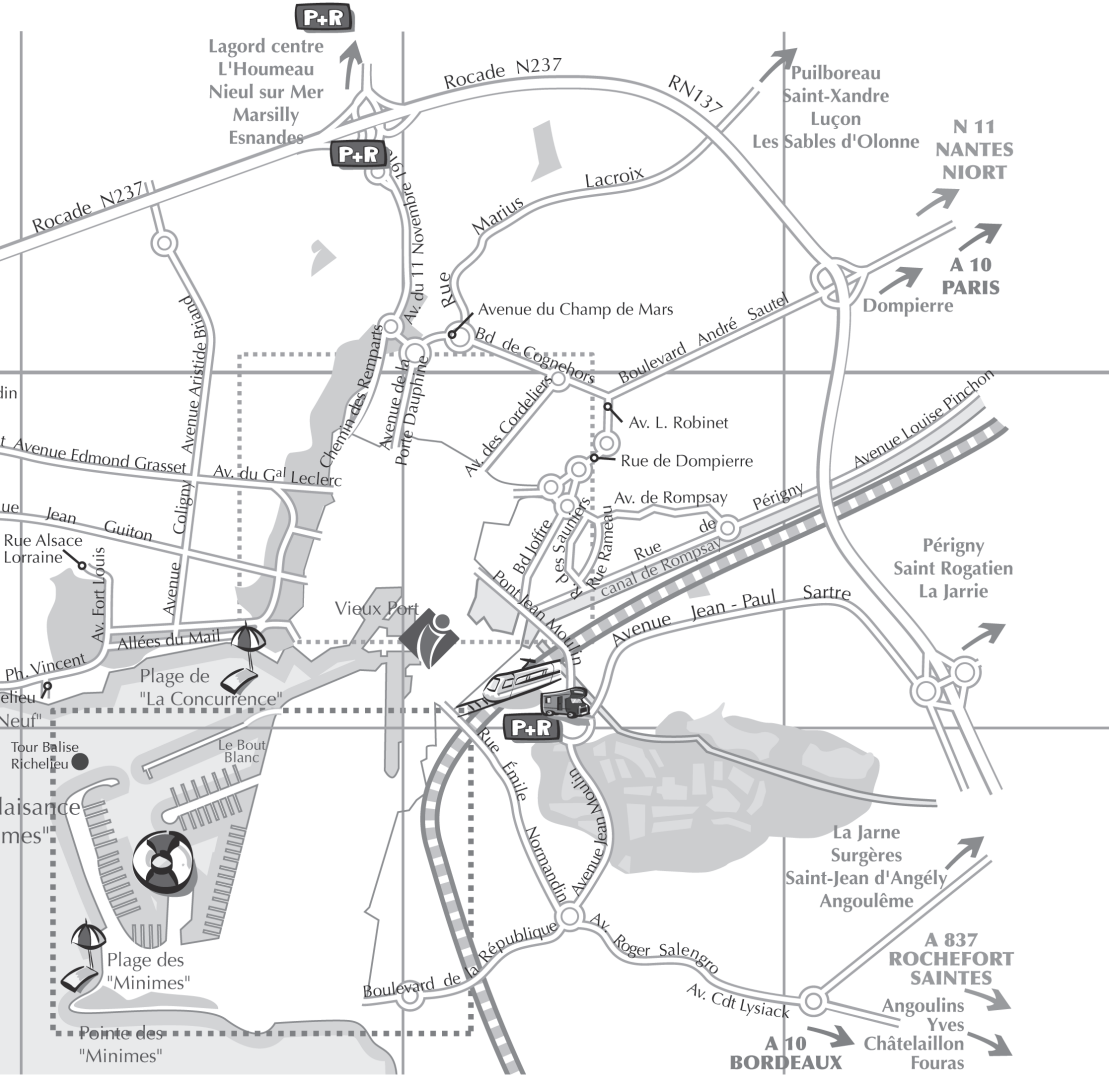 P+R
Lagord centre
L'Houmeau
Nieul sur Mer
Marsilly
Esnandes
P+R
Rocade N237
RN137
Puilboreau
Saint-Xandre
Luçon
Les Sables d'Olonne
N 11
NANTES
NIORT
A 10
PARIS
Dompierre
Rocade N237
Av. du 11 Novembre 1918
Rue Marius Lacroix
Avenue du Champ de Mars
Bd de Cognehors
Boulevard André Sautel
Avenue Aristide Briand
Chemin des Remparts
Avenue de la
Porte Dauphine
Av. des Cordeliers
Av. L. Robinet
Rue de Dompierre
Avenue Louise Pinchon
din
t Avenue Edmond Grasset
Av. du Gal Leclerc
Av. de Rompsay
Rue de Périgny
canal de Rompsay
ue Jean Guiton
Avenue Coligny
Rue Alsace
Lorraine
Av. Fort Louis
Bd Joffre
R. des Sauniers
Rue Rameau
Pont Jean Moulin
Périgny
Saint Rogatien
La Jarrie
Avenue Jean - Paul Sartre
Vieux Port
Allées du Mail
Ph. Vincent
elieu
Neuf"
Plage de
"La Concurrence"
P+R
Tour Balise
Richelieu
Le Bout
Blanc
laisance
mes"
Rue Émile Normandin
Avenue Jean Moulin
La Jarne
Surgères
Saint-Jean d'Angély
Angoulême
Plage des
"Minimes"
Pointe des
"Minimes"
Boulevard de la République
Av. Roger Salengro
Av. Cdt Lysiack
A 837
ROCHEFORT
SAINTES
Angoulins
Yves
Châtelaillon
Fouras
A 10
BORDEAUX